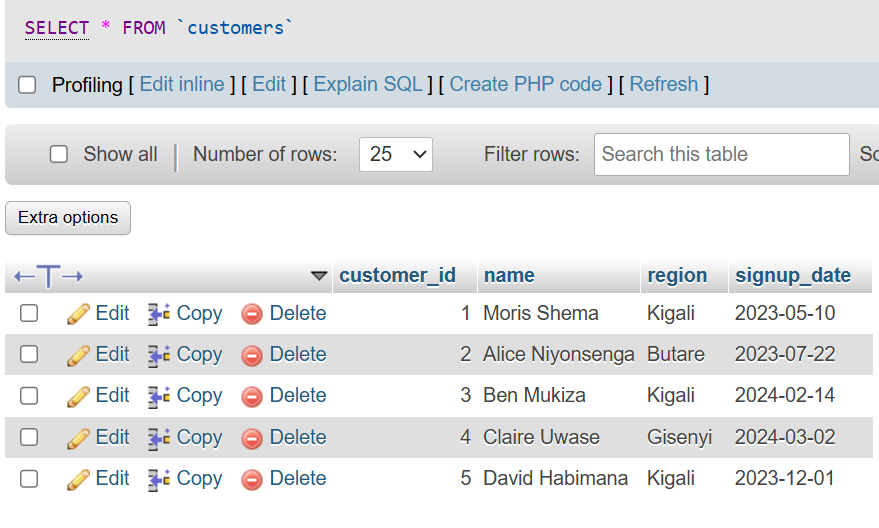 SELECT * FROM `customers`
Profiling [ Edit inline ] [ Edit ] [ Explain SQL ] [ Create PHP code ] [ Refresh ]
Show all Number of rows: 25 Filter rows: Search this table
Extra options
customer_id name region signup_date
Edit Copy Delete 1 Moris Shema Kigali 2023-05-10
Edit Copy Delete 2 Alice Niyonsenga Butare 2023-07-22
Edit Copy Delete 3 Ben Mukiza Kigali 2024-02-14
Edit Copy Delete 4 Claire Uwase Gisenyi 2024-03-02
Edit Copy Delete 5 David Habimana Kigali 2023-12-01